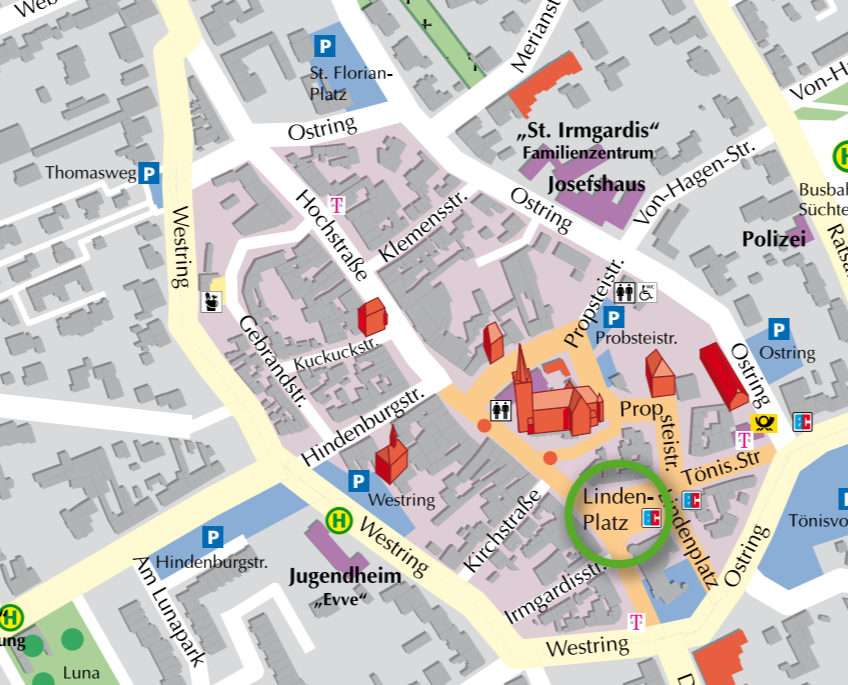 Web
Merianst
Von-Ha
P
St. Florian-
Platz
Ostring
„St. Irmgardis“
Familienzentrum
Josefshaus
Von-Hagen-Str.
H
Busbah
Süchte
Thomasweg P
Westring
Hochstraße
T
Klemensstr.
Ostring
Polizei
Propsteistr.
WC
P
Probsteistr.
P
Ostring
Ostring
Gebrandstr.
Kuckuckstr.
Hindenburgstr.
Propsteistr.
T
Tönis.Str
P
Westring
H
Westring
Kirchstraße
Linden-
Platz
Lindenplatz
Ostring
P
Tönisvo
P
Hindenburgstr.
Am Lunapark
Jugendheim
„Evve“
Irmgardisstr.
T
Westring
H
ung
Luna
D